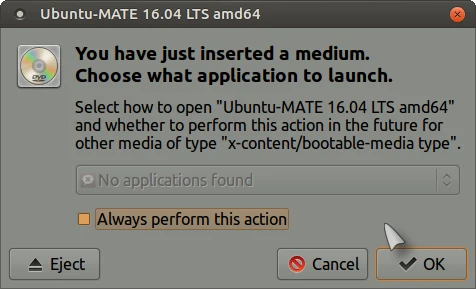 Ubuntu-MATE 16.04 LTS amd64
You have just inserted a medium.
Choose what application to launch.
Select how to open "Ubuntu-MATE 16.04 LTS amd64"
and whether to perform this action in the future for
other media of type "x-content/bootable-media type".
No applications found
Always perform this action
Eject
Cancel
OK
DVD